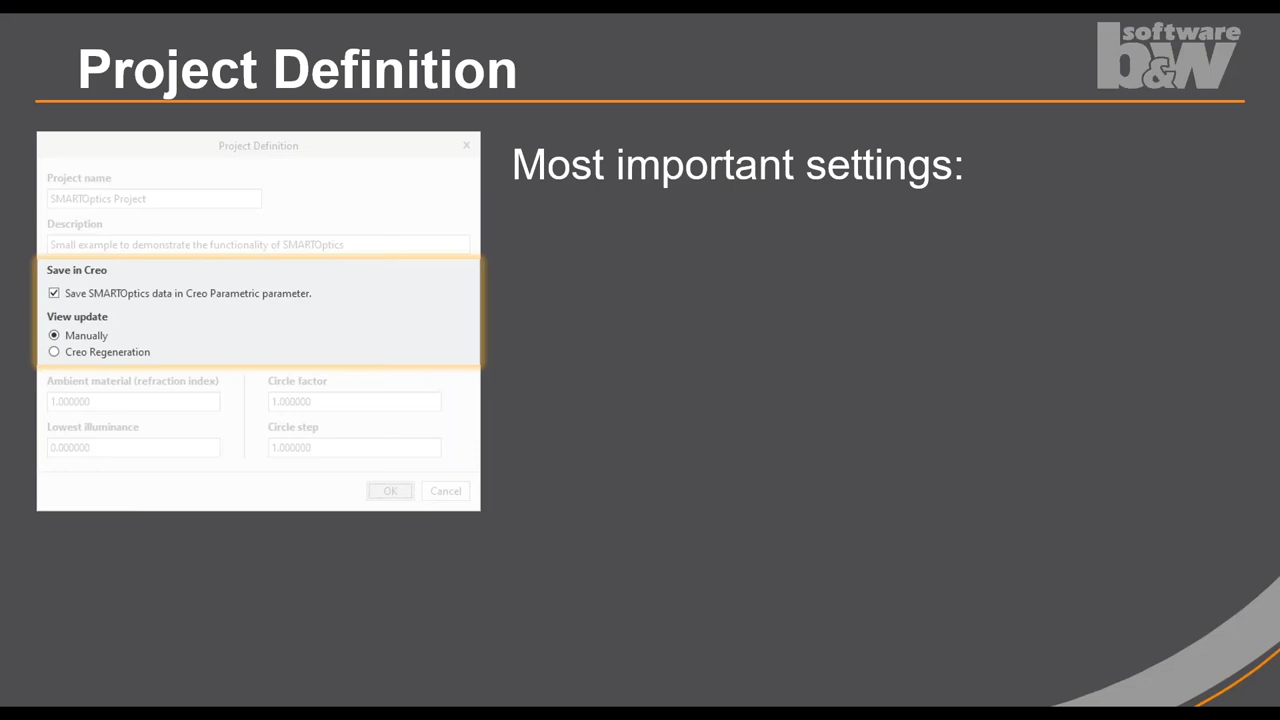 software
b&w
Project Definition
Project Definition
x
Most important settings:
Project name
SMARTOptics Project
Description
Small example to demonstrate the functionality of SMARTOptics
Save in Creo
Save SMARTOptics data in Creo Parametric parameter.
View update
Manually
Creo Regeneration
Ambient material (refraction index)
Circle factor
1.000000
1.000000
Lowest illuminance
Circle step
0.000000
1.000000
OK
Cancel